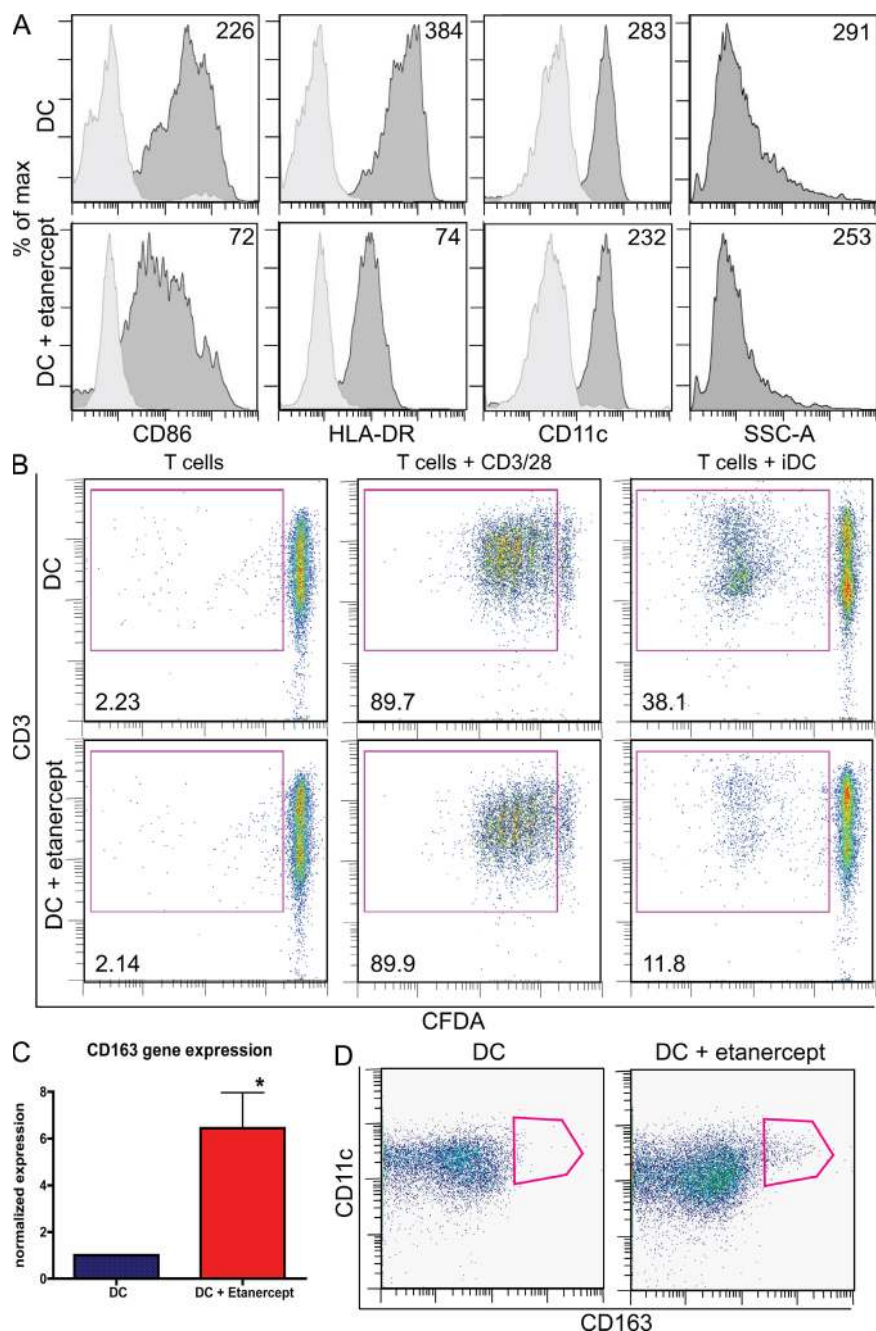 A
226
384
283
291
DC
% of max
72
74
232
253
DC + etanercept
CD86
HLA-DR
CD11c
SSC-A
B
T cells
T cells + CD3/28
T cells + iDC
DC
2.23
89.7
38.1
CD3
DC + etanercept
2.14
89.9
11.8
CFDA
C
CD163 gene expression
normalized expression
8
6
4
2
0
*
DC
DC + Etanercept
D
DC
DC + etanercept
CD11c
CD163